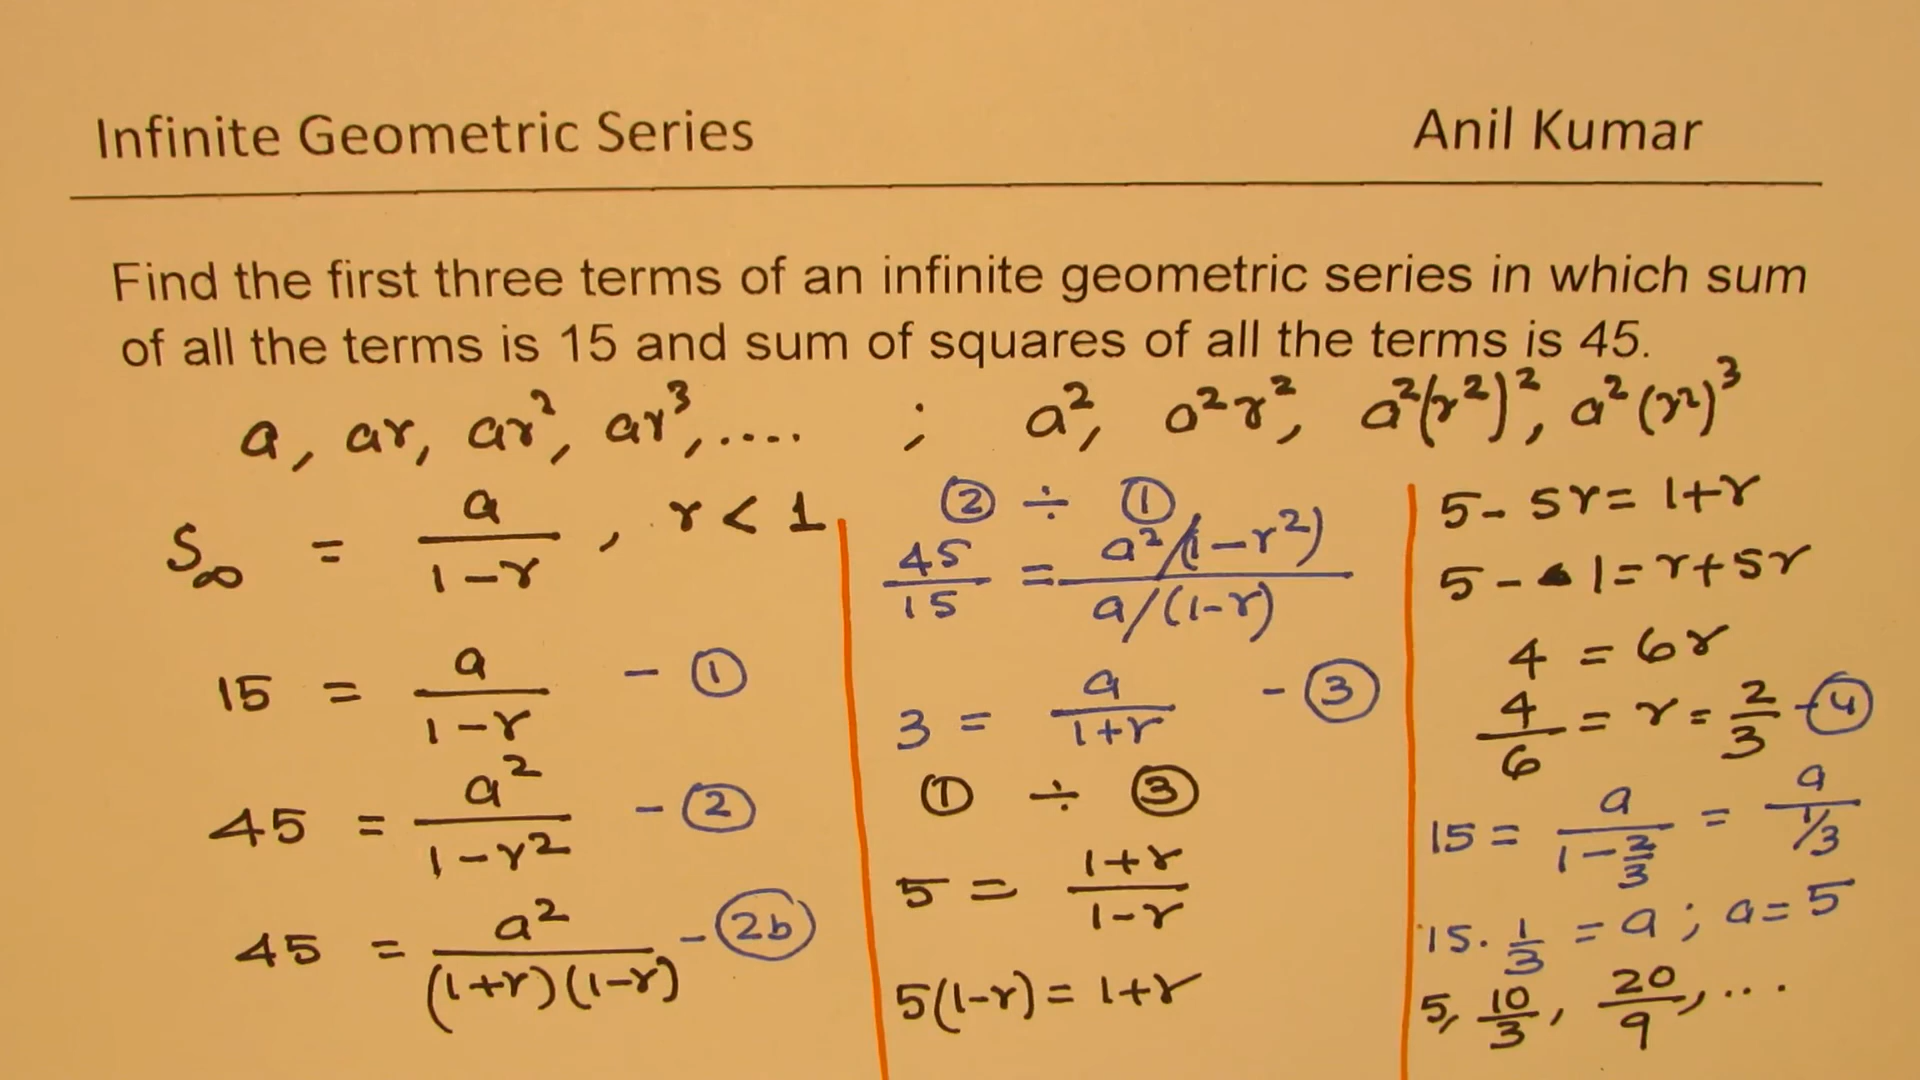 Infinite Geometric Series
Anil Kumar
Find the first three terms of an infinite geometric series in which sum
of all the terms is 15 and sum of squares of all the terms is 45.
a, ar, ar², ar³, .... ; a², a²r², a²(r²)², a²(r²)³
S∞ = a/(1-r), r < 1
15 = a/(1-r) - ①
45 = a²/(1-r²) - ②
45 = a²/((1+r)(1-r)) - (2b)
② ÷ ①
45/15 = (a²/(1-r²))/(a/(1-r))
3 = a/(1+r) - ③
① ÷ ③
5 = (1+r)/(1-r)
5(1-r) = 1+r
5-5r = 1+r
5-1 = r+5r
4 = 6r
4/6 = r = 2/3 - ④
15 = a/(1-2/3) = a/(1/3)
15 · 1/3 = a; a = 5
5, 10/3, 20/9, ...